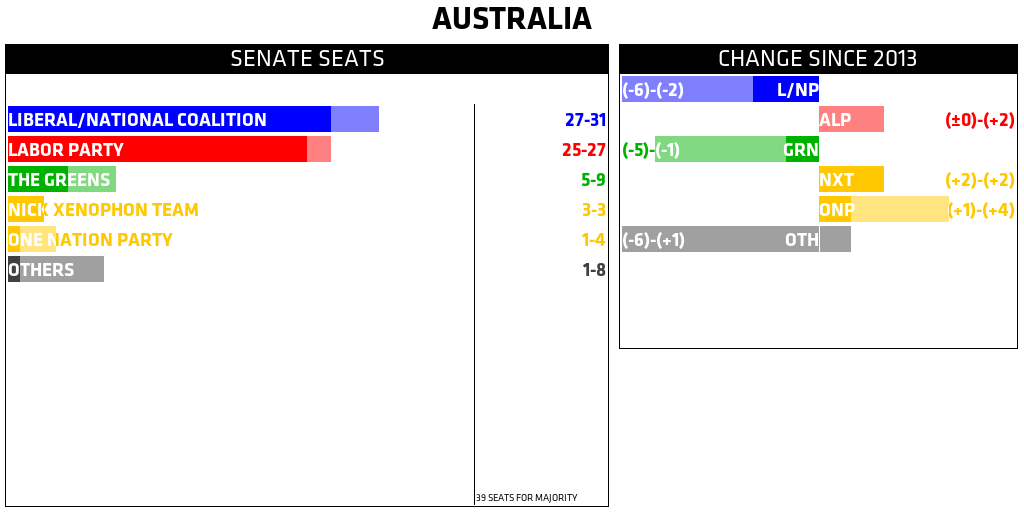 AUSTRALIA
SENATE SEATS
LIBERAL/NATIONAL COALITION 27-31
LABOR PARTY 25-27
THE GREENS 5-9
NICK XENOPHON TEAM 3-3
ONE NATION PARTY 1-4
OTHERS 1-8
39 SEATS FOR MAJORITY
CHANGE SINCE 2013
(-6)-(-2) L/NP
ALP (±0)-(+2)
(-5)-(-1) GRN
NXT (+2)-(+2)
ONP (+1)-(+4)
(-6)-(+1) OTH